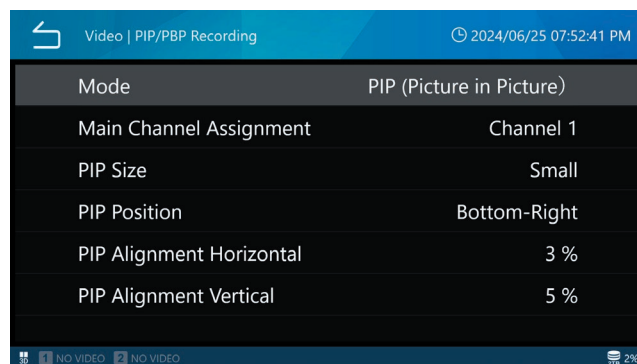 Video | PIP/PBP Recording 2024/06/25 07:52:41 PM
Mode PIP (Picture in Picture）
Main Channel Assignment Channel 1
PIP Size Small
PIP Position Bottom-Right
PIP Alignment Horizontal 3 %
PIP Alignment Vertical 5 %
3D 1 NO VIDEO 2 NO VIDEO 2%